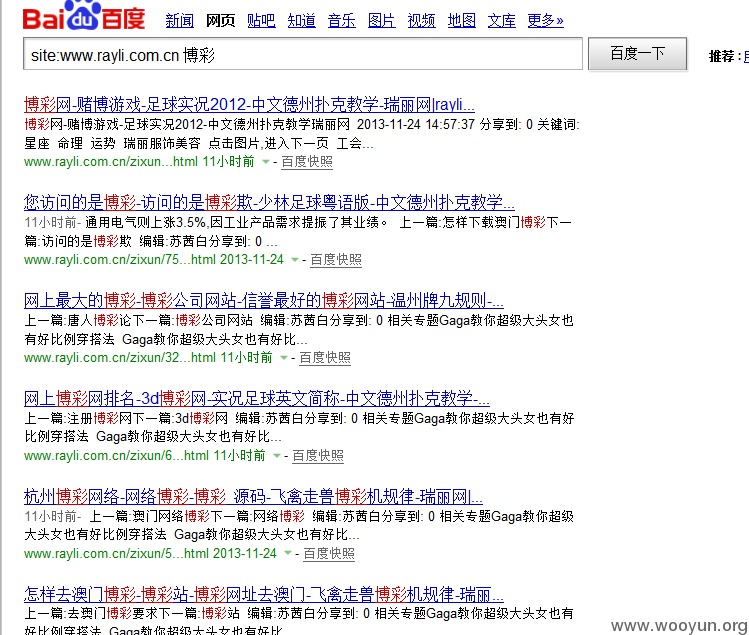 Bai du 百度 新闻 网页 贴吧 知道 音乐 图片 视频 地图 文库 更多»
site:www.rayli.com.cn 博彩 百度一下 推荐 :
博彩网-赌博游戏-足球实况2012-中文德州扑克教学-瑞丽网|rayli...
博彩网-赌博游戏-足球实况2012-中文德州扑克教学瑞丽网 2013-11-24 14:57:37 分享到: 0 关键词:
星座 命理 运势 瑞丽服饰美容 点击图片,进入下一页 工会...
www.rayli.com.cn/zixun...html 11小时前 - 百度快照
您访问的是博彩-访问的是博彩欺-少林足球粤语版-中文德州扑克教学...
11小时前- 通用电气则上涨3.5%,因工业产品需求提振了其业绩。 上一篇:怎样下载澳门博彩下一
篇:访问的是博彩欺 编辑:苏茜白分享到: 0 ...
www.rayli.com.cn/zixun/75...html 2013-11-24 - 百度快照
网上最大的博彩-博彩公司网站-信誉最好的博彩网站-温州牌九规则-...
上一篇:唐人博彩论下一篇:博彩公司网站 编辑:苏茜白分享到: 0 相关专题Gaga教你超级大头女也
有好比例穿搭法 Gaga教你超级大头女也有好比...
www.rayli.com.cn/zixun/32...html 11小时前 - 百度快照
网上博彩网排名-3d博彩网-实况足球英文简称-中文德州扑克教学-...
上一篇:注册博彩网下一篇:3d博彩网 编辑:苏茜白分享到: 0 相关专题Gaga教你超级大头女也有好
比例穿搭法 Gaga教你超级大头女也有好比...
www.rayli.com.cn/zixun/6...html 11小时前 - 百度快照
杭州博彩网络-网络博彩-博彩 源码-飞禽走兽博彩机规律-瑞丽网|...
11小时前- 上一篇:澳门网络博彩下一篇:网络博彩 编辑:苏茜白分享到: 0 相关专题Gaga教你超级
大头女也有好比例穿搭法 Gaga教你超级大头女也有好比...
www.rayli.com.cn/zixun/5...html 2013-11-24 - 百度快照
怎样去澳门博彩-博彩站-博彩网址去澳门-飞禽走兽博彩机规律-瑞丽...
上一篇:去澳门博彩要求下一篇:博彩站 编辑:苏茜白分享到: 0 相关专题Gaga教你超级大头女也有
好比例穿搭法 Gaga教你超级大头女也有好比...
www.wooyun.org